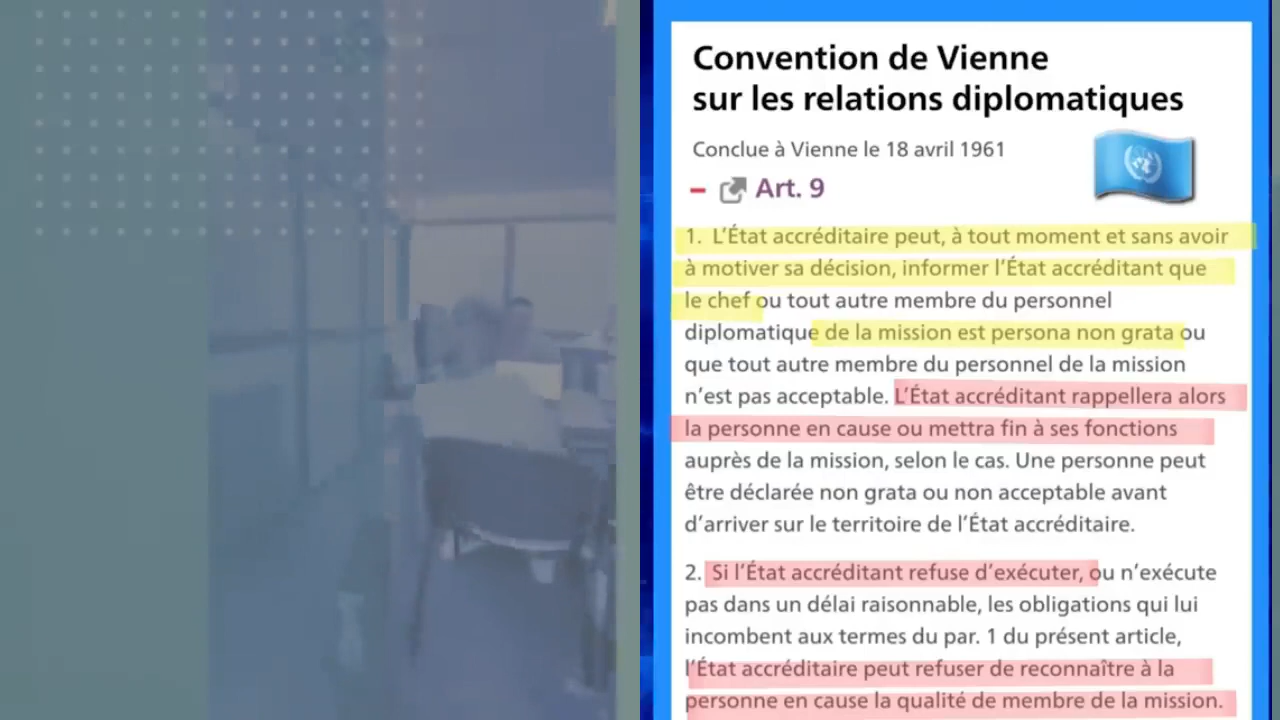 Convention de Vienne
sur les relations diplomatiques
Conclue à Vienne le 18 avril 1961
Art. 9
1. L’État accréditaire peut, à tout moment et sans avoir
à motiver sa décision, informer l’État accréditant que
le chef ou tout autre membre du personnel
diplomatique de la mission est persona non grata ou
que tout autre membre du personnel de la mission
n’est pas acceptable. L’État accréditant rappellera alors
la personne en cause ou mettra fin à ses fonctions
auprès de la mission, selon le cas. Une personne peut
être déclarée non grata ou non acceptable avant
d’arriver sur le territoire de l’État accréditaire.
2. Si l’État accréditant refuse d’exécuter, ou n’exécute
pas dans un délai raisonnable, les obligations qui lui
incombent aux termes du par. 1 du présent article,
l’État accréditaire peut refuser de reconnaître à la
personne en cause la qualité de membre de la mission.